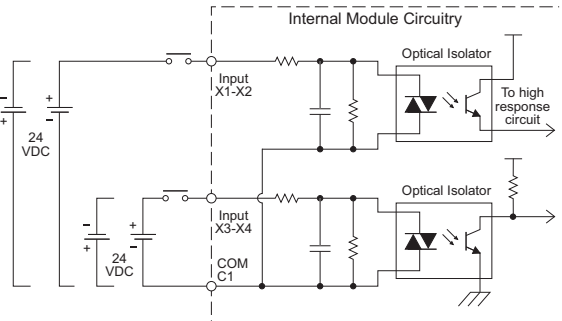 Internal Module Circuitry
Optical Isolator
Input
X1-X2
To high
response
circuit
-
+
+
-
24
VDC
Optical Isolator
Input
X3-X4
-
+
+
-
24
VDC
COM
C1